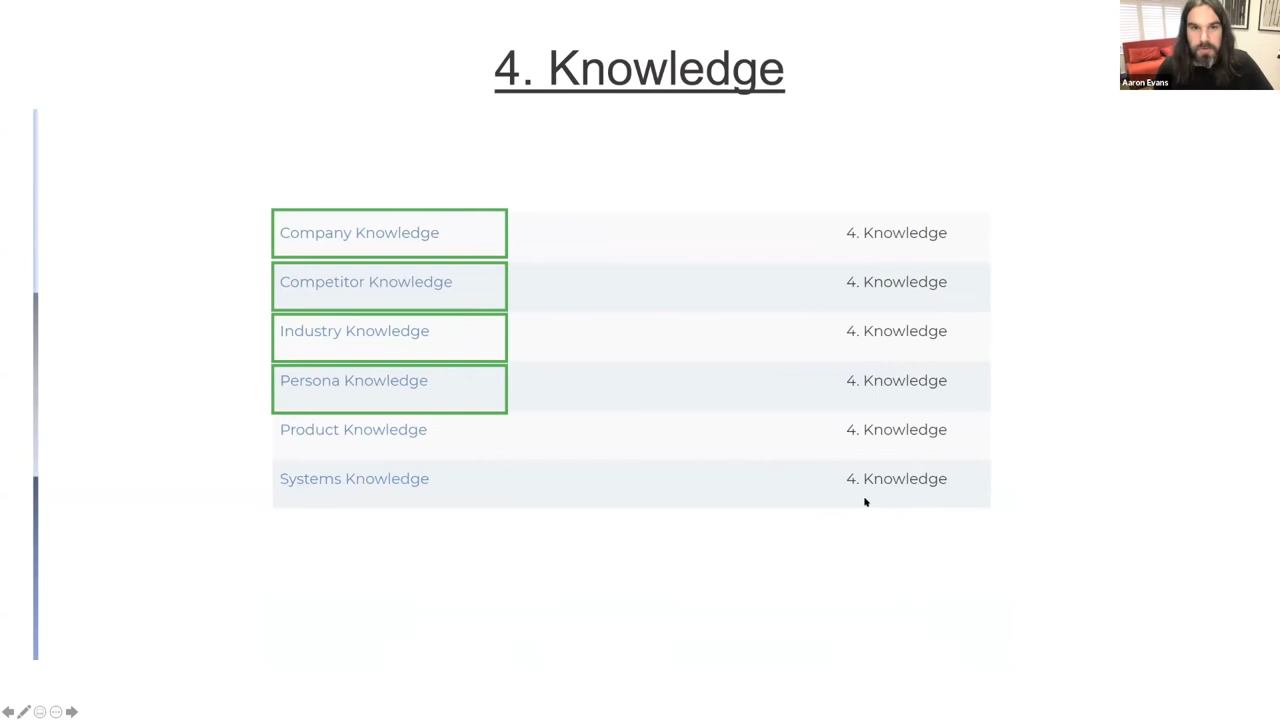 4. Knowledge
Aaron Evans
Company Knowledge 4. Knowledge
Competitor Knowledge 4. Knowledge
Industry Knowledge 4. Knowledge
Persona Knowledge 4. Knowledge
Product Knowledge 4. Knowledge
Systems Knowledge 4. Knowledge